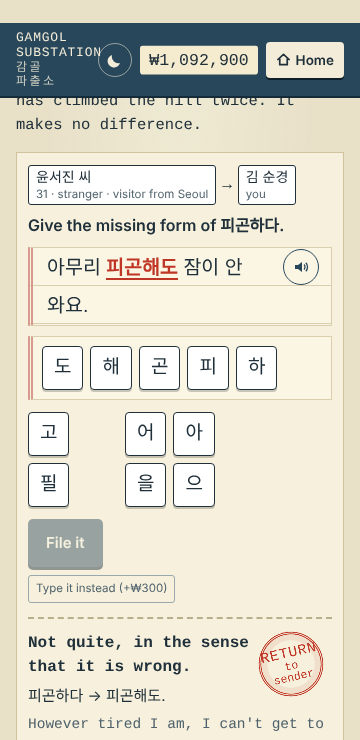 GAMGOL
SUBSTATION
감골
파출소
₩1,092,900
Home
has climbed the hill twice. It
makes no difference.
윤서진 씨
31 · stranger · visitor from Seoul
→
김 순경
you
Give the missing form of 피곤하다.
아무리 피곤해도 잠이 안
와요.
도 해 곤 피 하
고 어 아
필 을 으
File it
Type it instead (+₩300)
Not quite, in the sense
that it is wrong.
RETURN
to
sender
피곤하다 → 피곤해도.
However tired I am, I can't get to